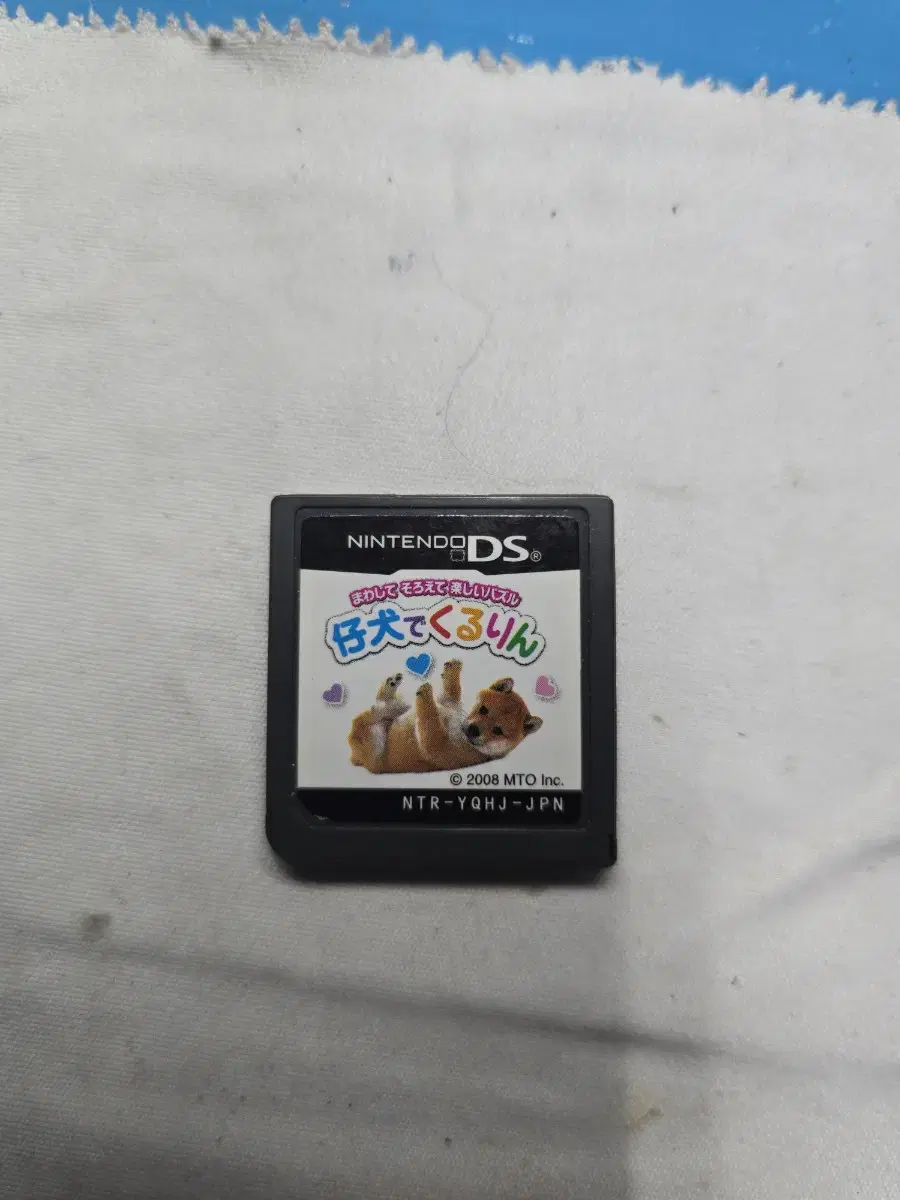 NINTENDO DS®
まわして そろえて 楽しいパズル
仔犬でくるりん
© 2008 MTO Inc.
NTR-YQHJ-JPN